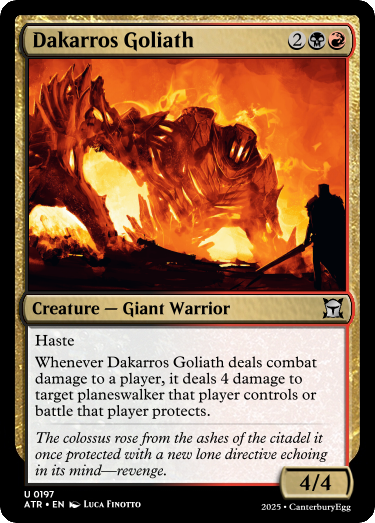 Dakarros Goliath 2
Creature — Giant Warrior
Haste
Whenever Dakarros Goliath deals combat
damage to a player, it deals 4 damage to
target planeswalker that player controls or
battle that player protects.
The colossus rose from the ashes of the citadel it
once protected with a new lone directive echoing
in its mind—revenge.
4/4
U 0197
ATR • EN Luca Finotto
2025 • CanterburyEgg